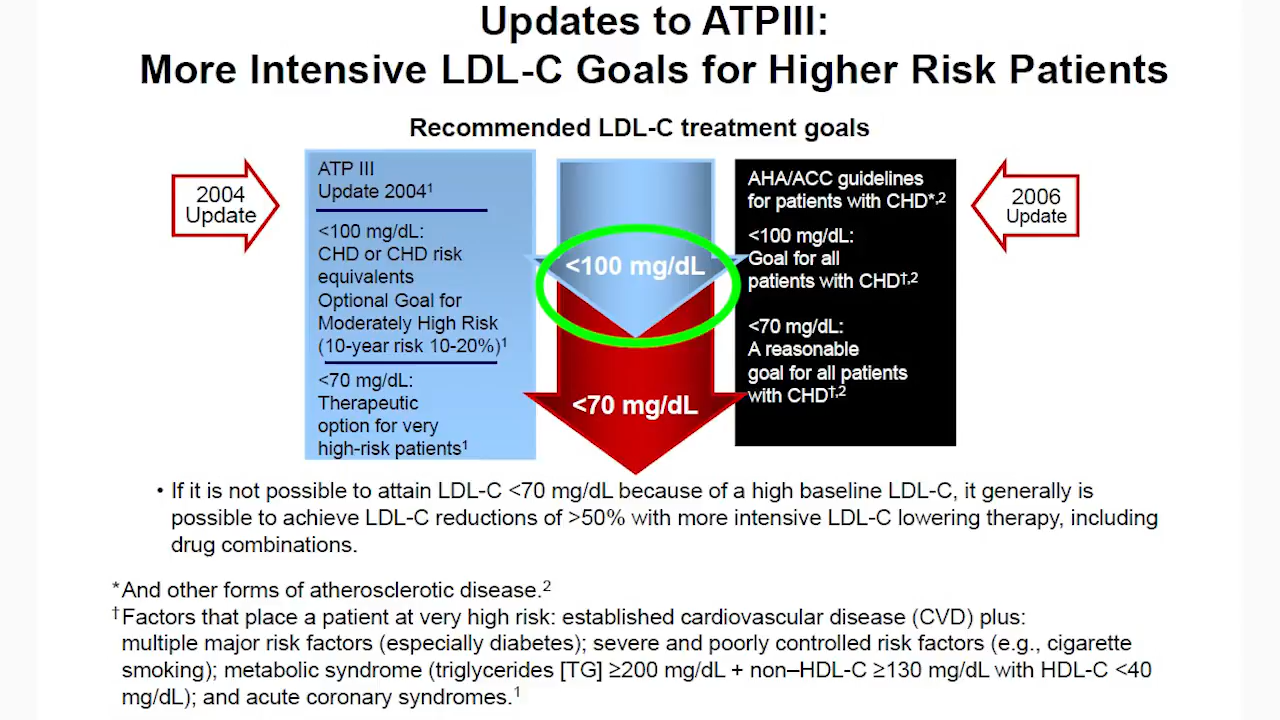 Updates to ATPIII:
More Intensive LDL-C Goals for Higher Risk Patients
Recommended LDL-C treatment goals
2004
Update
ATP III
Update 2004¹
<100 mg/dL:
CHD or CHD risk
equivalents
Optional Goal for
Moderately High Risk
(10-year risk 10-20%)¹
<70 mg/dL:
Therapeutic
option for very
high-risk patients¹
<100 mg/dL
<70 mg/dL
AHA/ACC guidelines
for patients with CHD*,²
<100 mg/dL:
Goal for all
patients with CHD†,²
<70 mg/dL:
A reasonable
goal for all patients
with CHD†,²
2006
Update
• If it is not possible to attain LDL-C <70 mg/dL because of a high baseline LDL-C, it generally is
possible to achieve LDL-C reductions of >50% with more intensive LDL-C lowering therapy, including
drug combinations.
*And other forms of atherosclerotic disease.²
†Factors that place a patient at very high risk: established cardiovascular disease (CVD) plus:
multiple major risk factors (especially diabetes); severe and poorly controlled risk factors (e.g., cigarette
smoking); metabolic syndrome (triglycerides [TG] ≥200 mg/dL + non–HDL-C ≥130 mg/dL with HDL-C <40
mg/dL); and acute coronary syndromes.¹